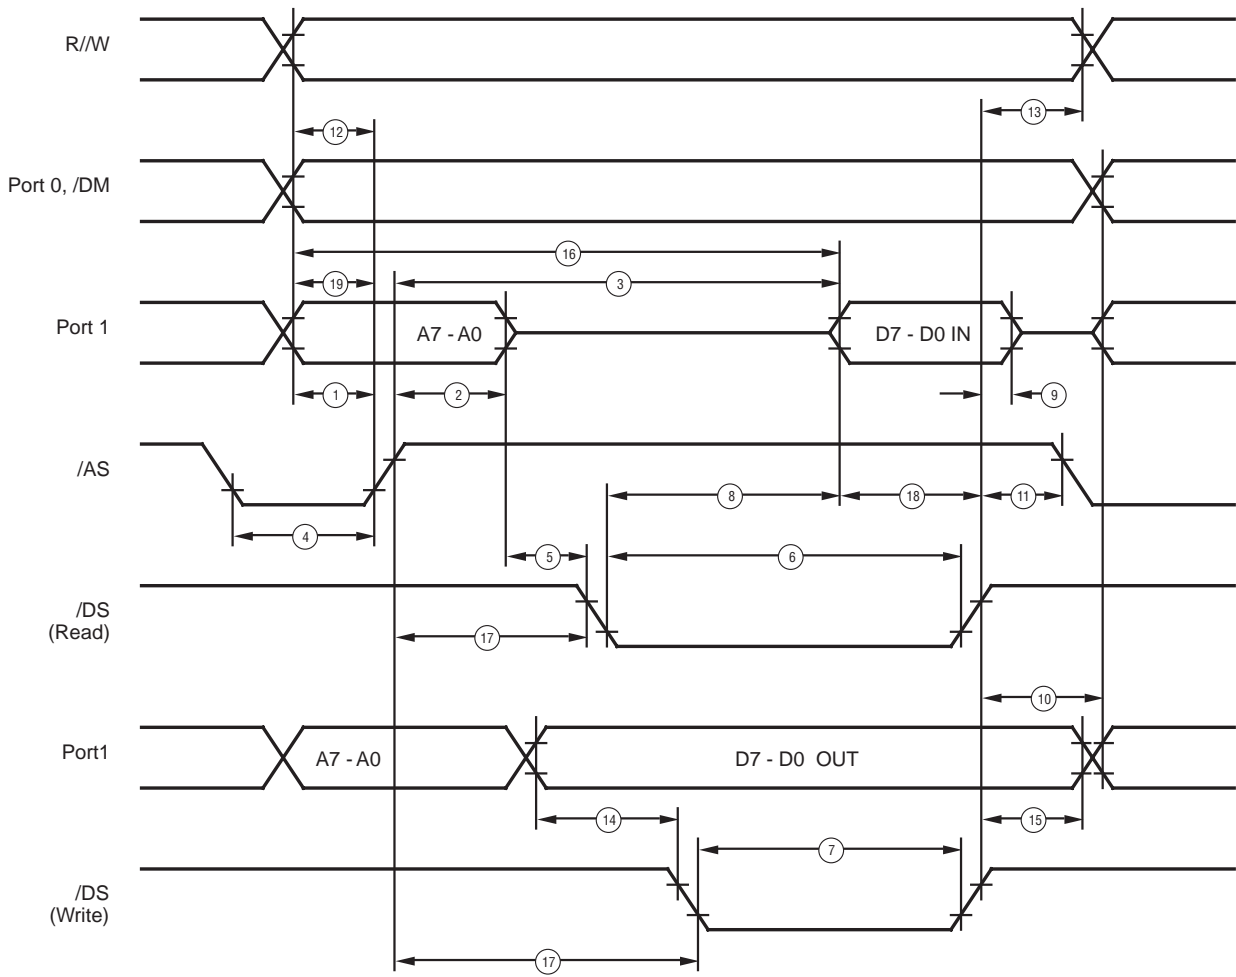 R//W
13
12
Port 0, /DM
16
19
3
Port 1
A7 - A0
D7 - D0 IN
1
2
9
/AS
8
18
11
4
5
6
/DS
(Read)
17
10
Port1
A7 - A0
D7 - D0 OUT
14
15
7
/DS
(Write)
17